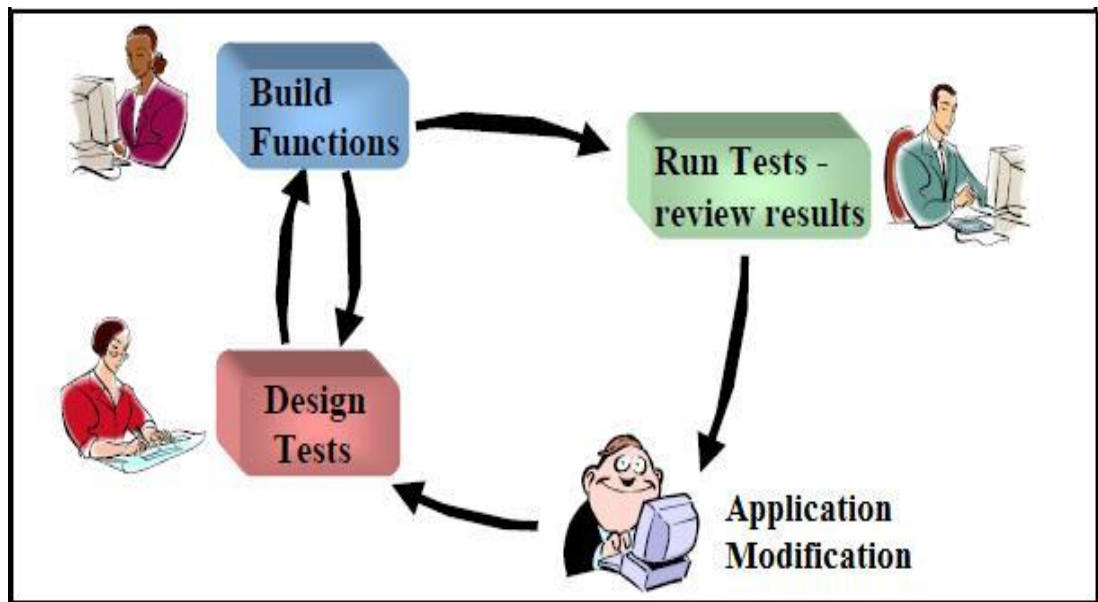 Build
Functions
Run Tests -
review results
Design
Tests
Application
Modification